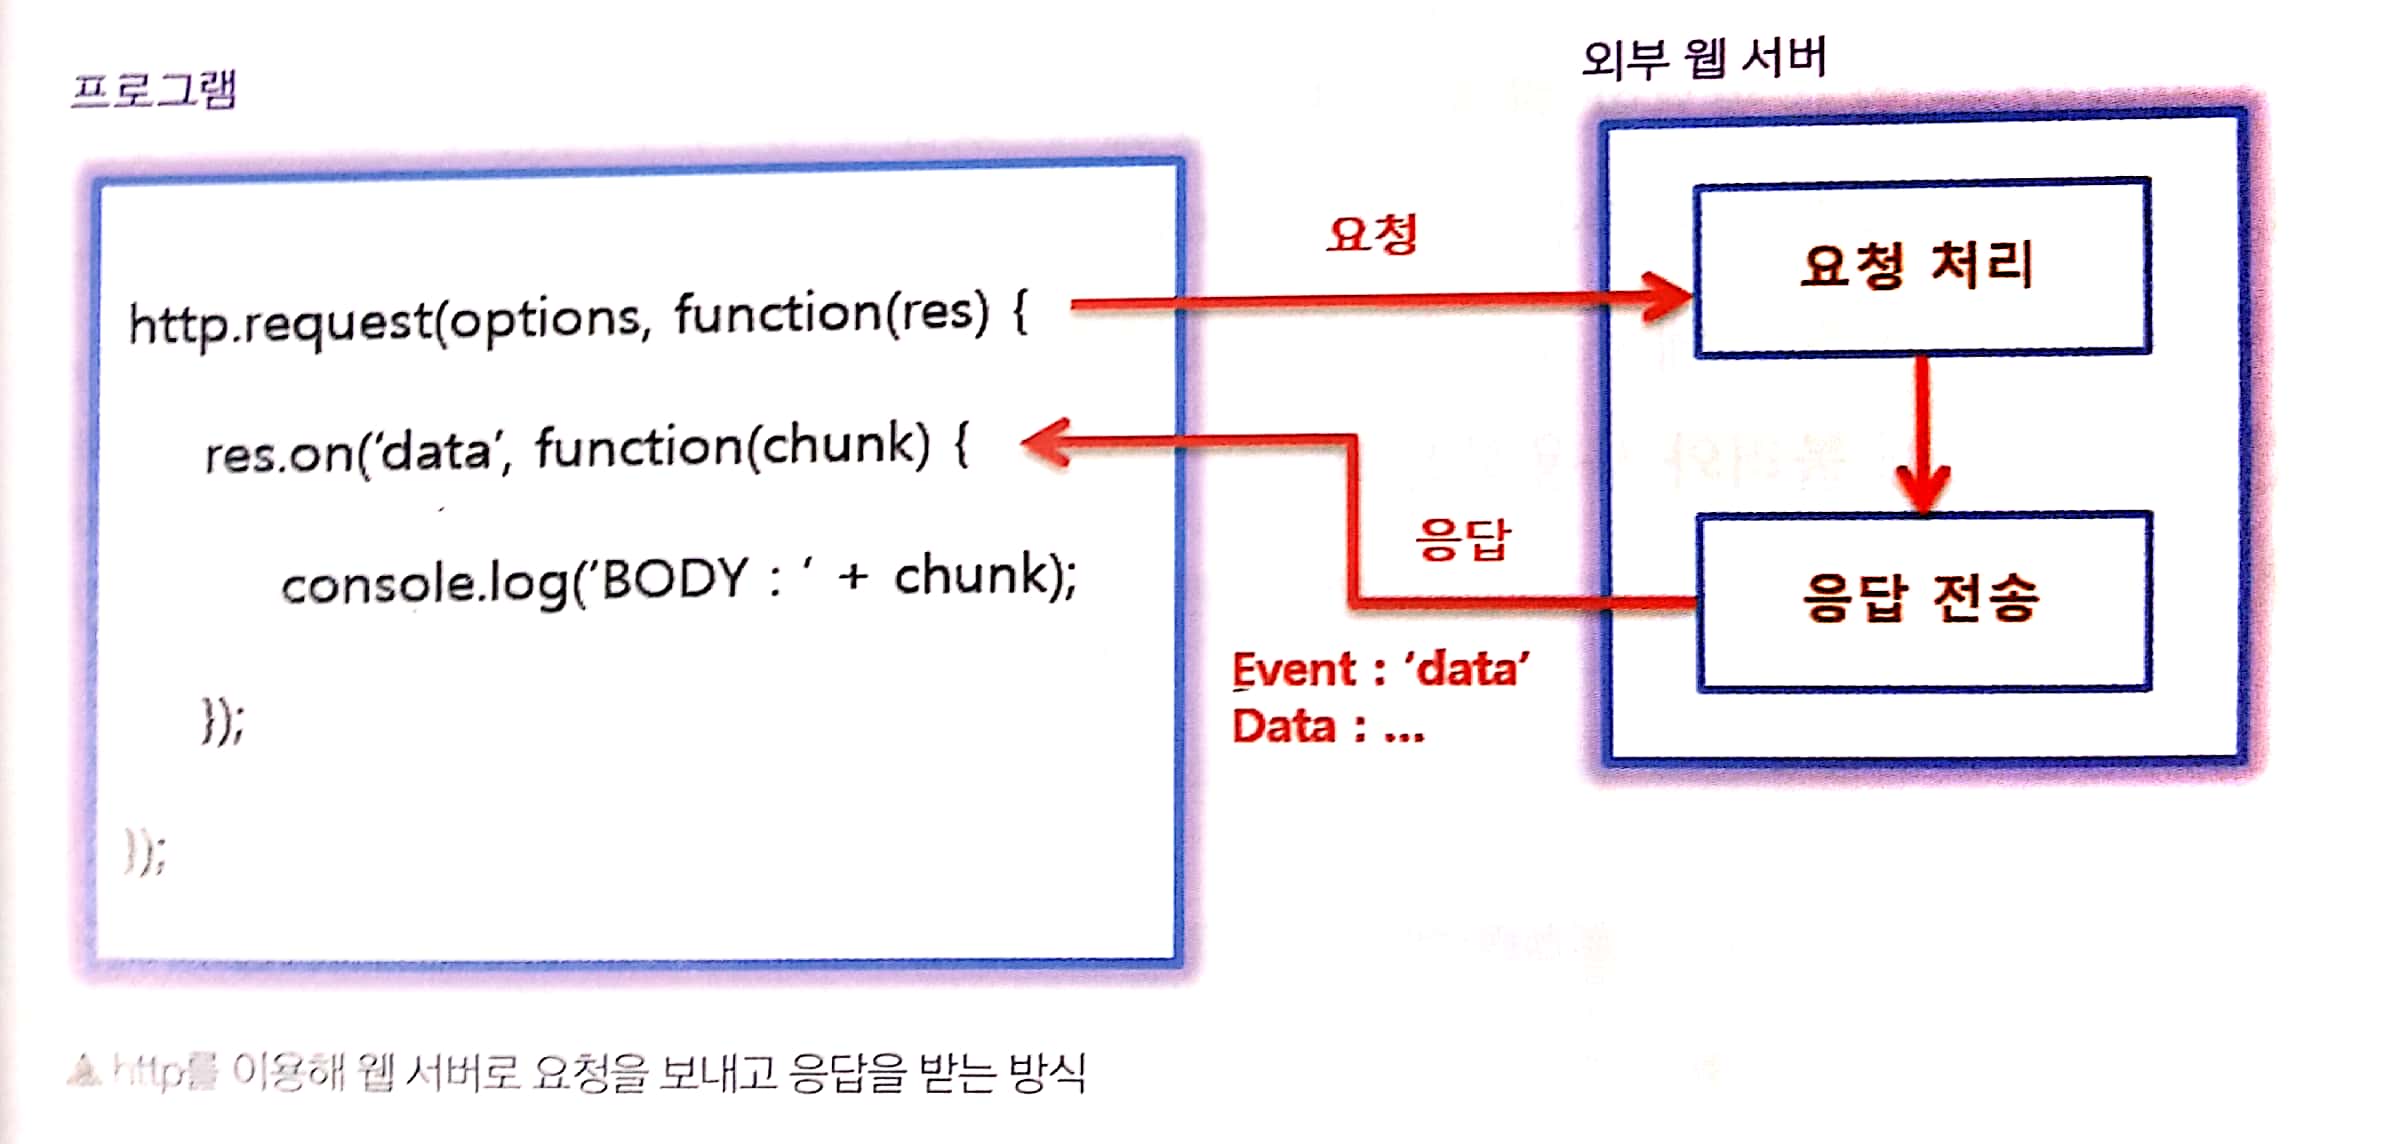 프로그램
외부 웹 서버
http.request(options, function(res) {
res.on('data', function(chunk) {
console.log('BODY : ' + chunk);
});
});
요청
요청 처리
응답
응답 전송
Event : 'data'
Data : ...
▲ http를 이용해 웹 서버로 요청을 보내고 응답을 받는 방식